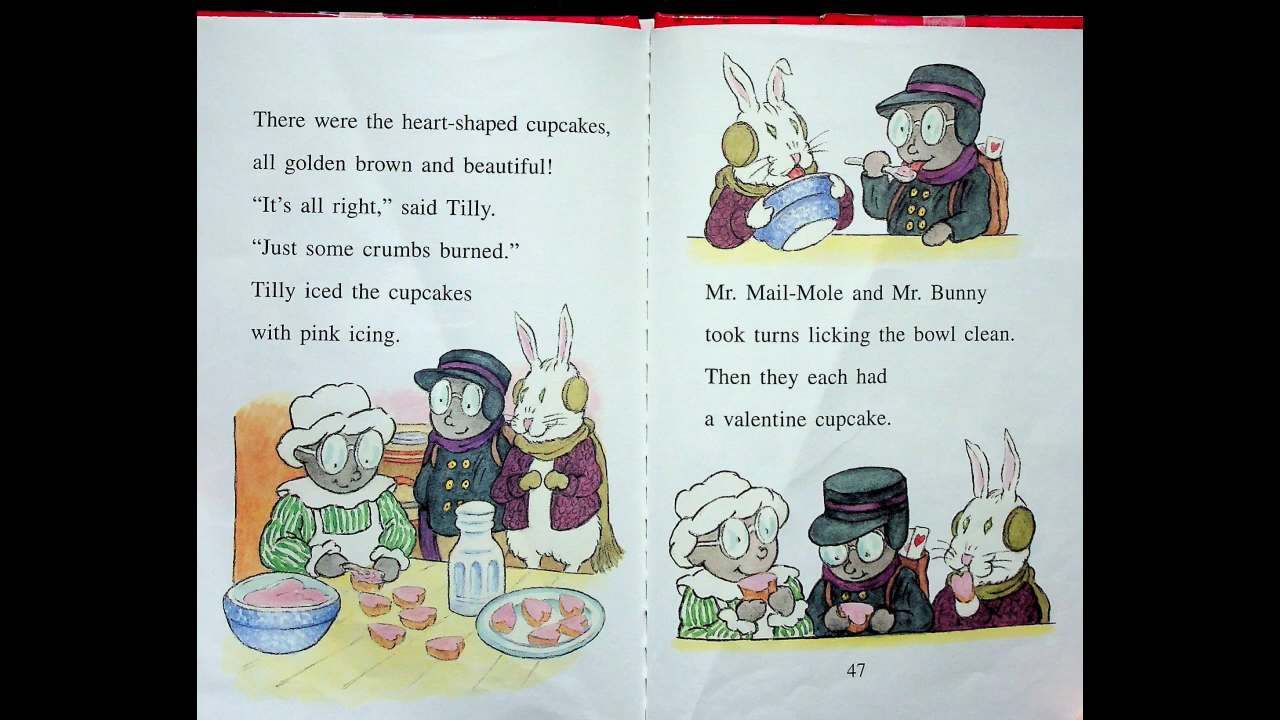 There were the heart-shaped cupcakes,
all golden brown and beautiful!
“It’s all right,” said Tilly.
“Just some crumbs burned.”
Tilly iced the cupcakes
with pink icing.
Mr. Mail-Mole and Mr. Bunny
took turns licking the bowl clean.
Then they each had
a valentine cupcake.
47